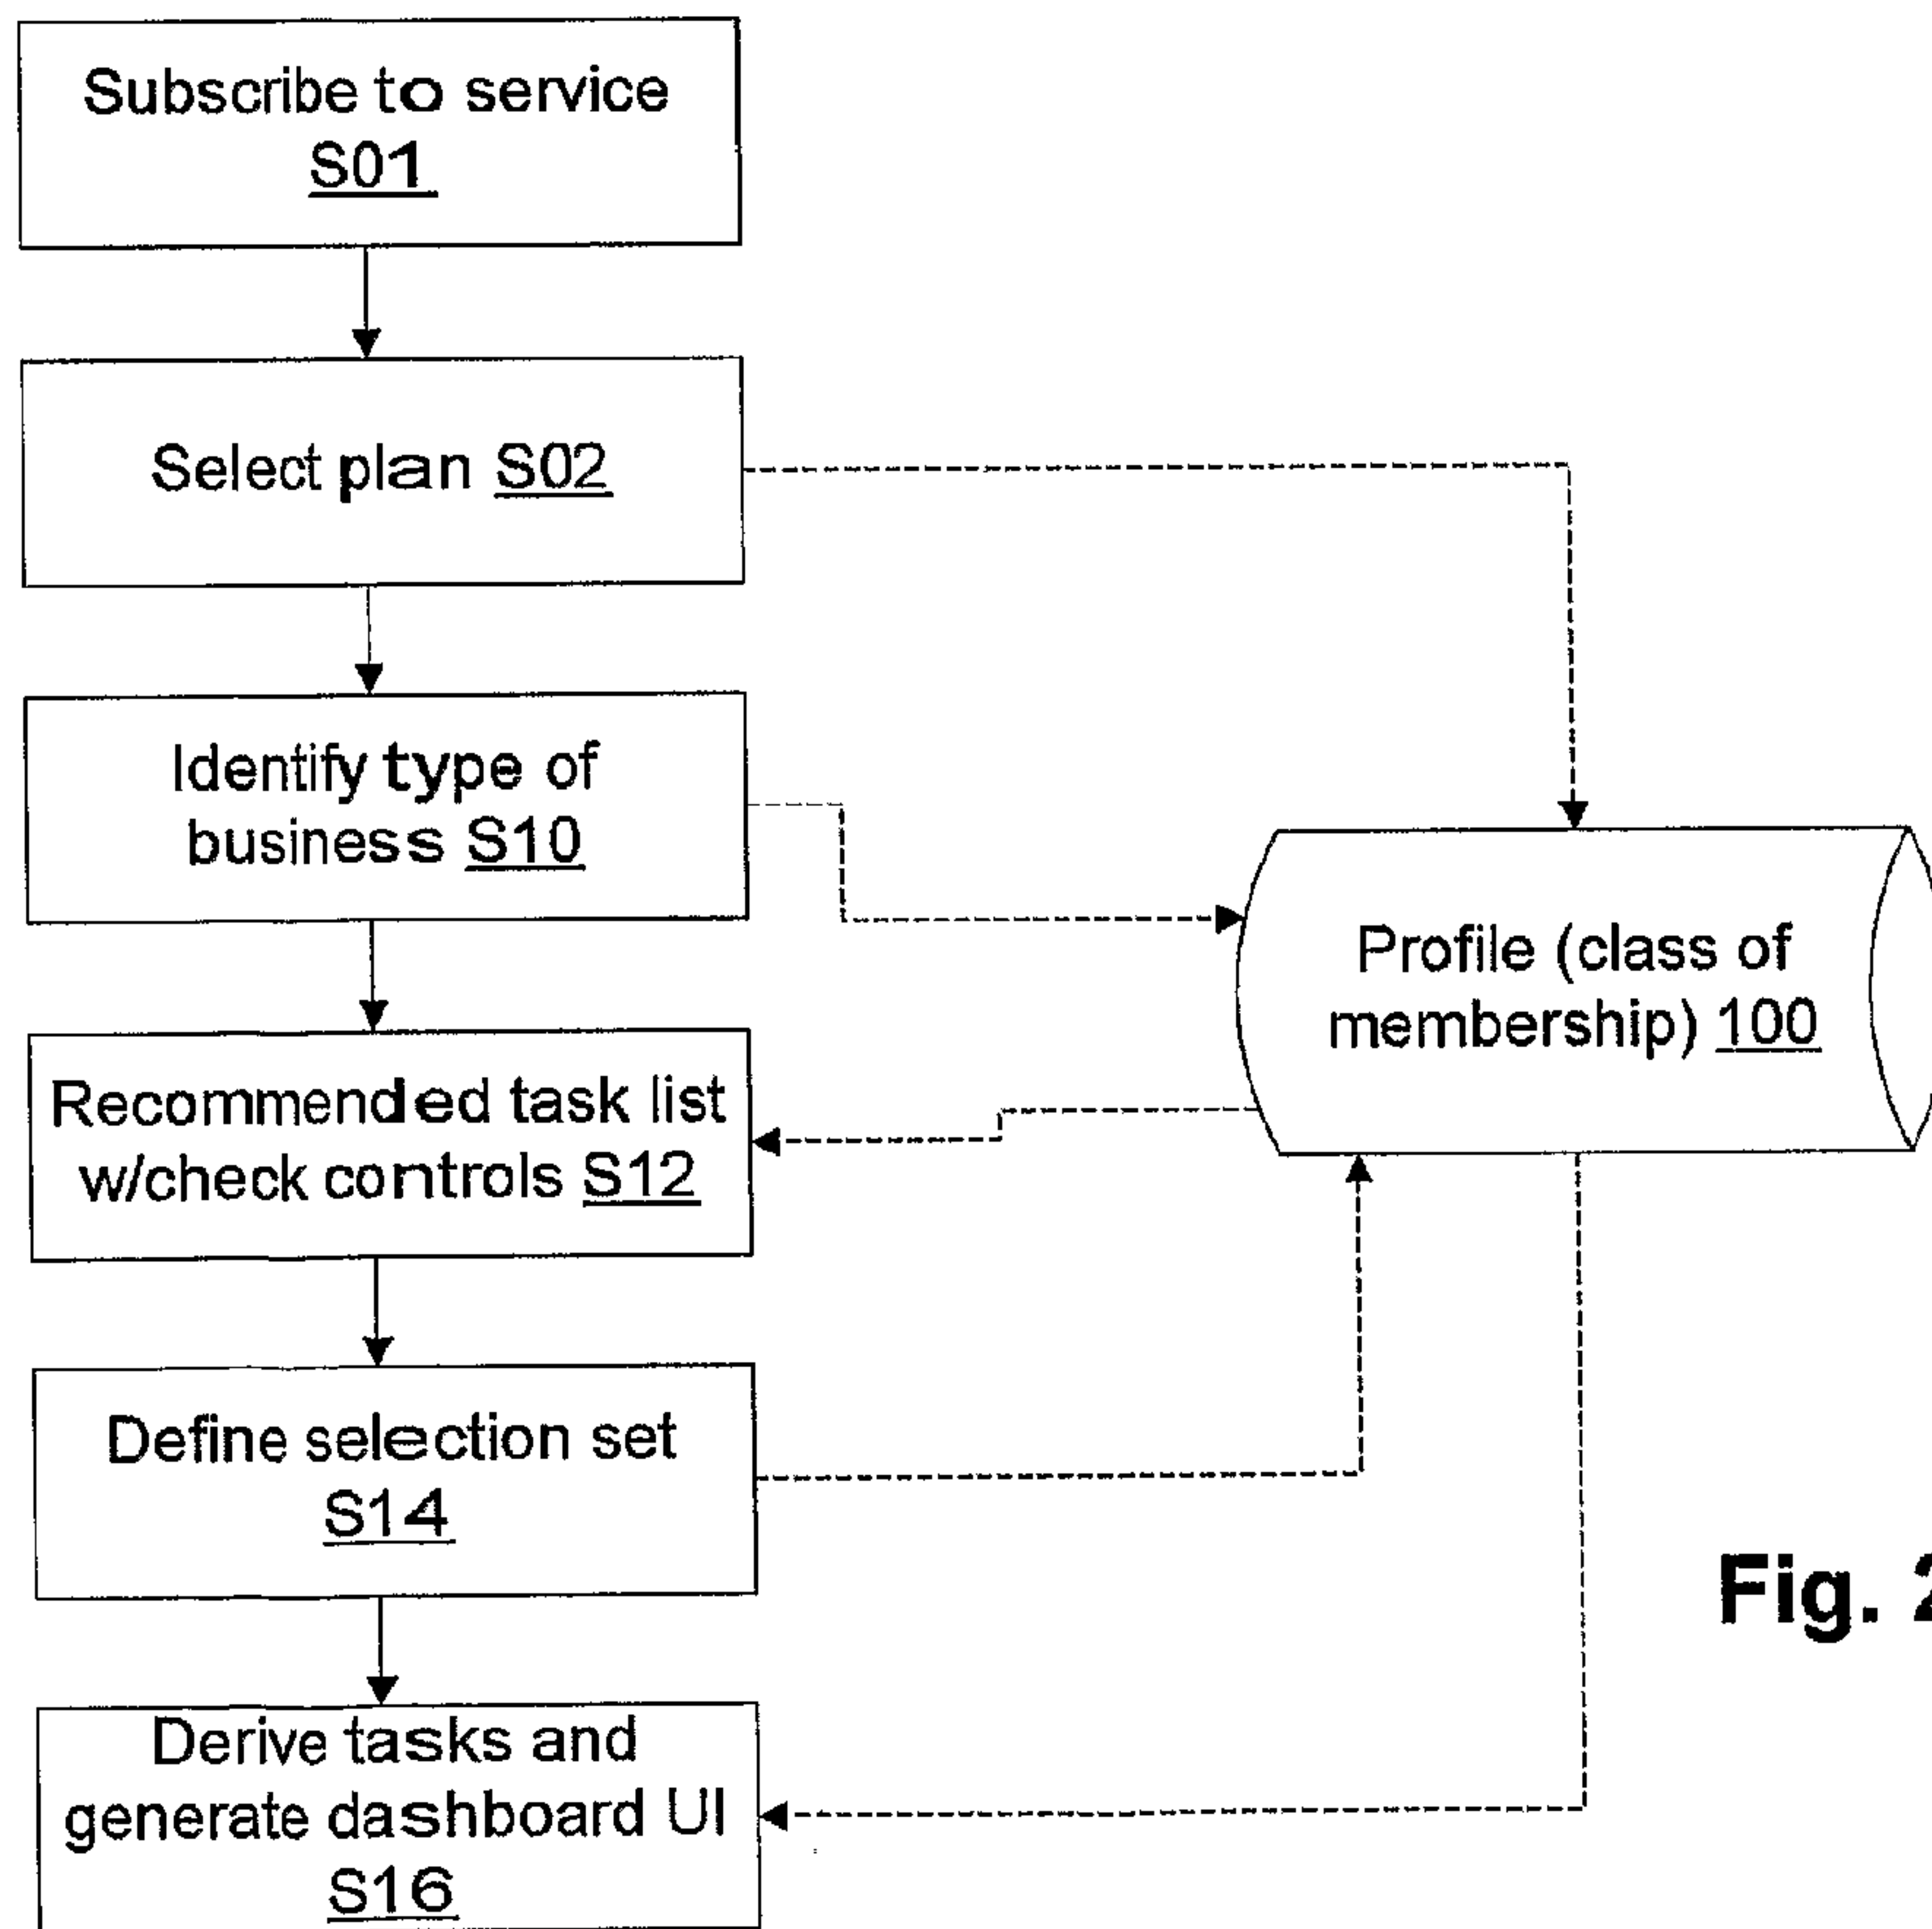 Subscribe to service
S01
Select plan S02
Identify type of
business S10
Profile (class of
membership) 100
Recommended task list
w/check controls S12
Define selection set
S14
Fig. 2
Derive tasks and
generate dashboard UI
S16